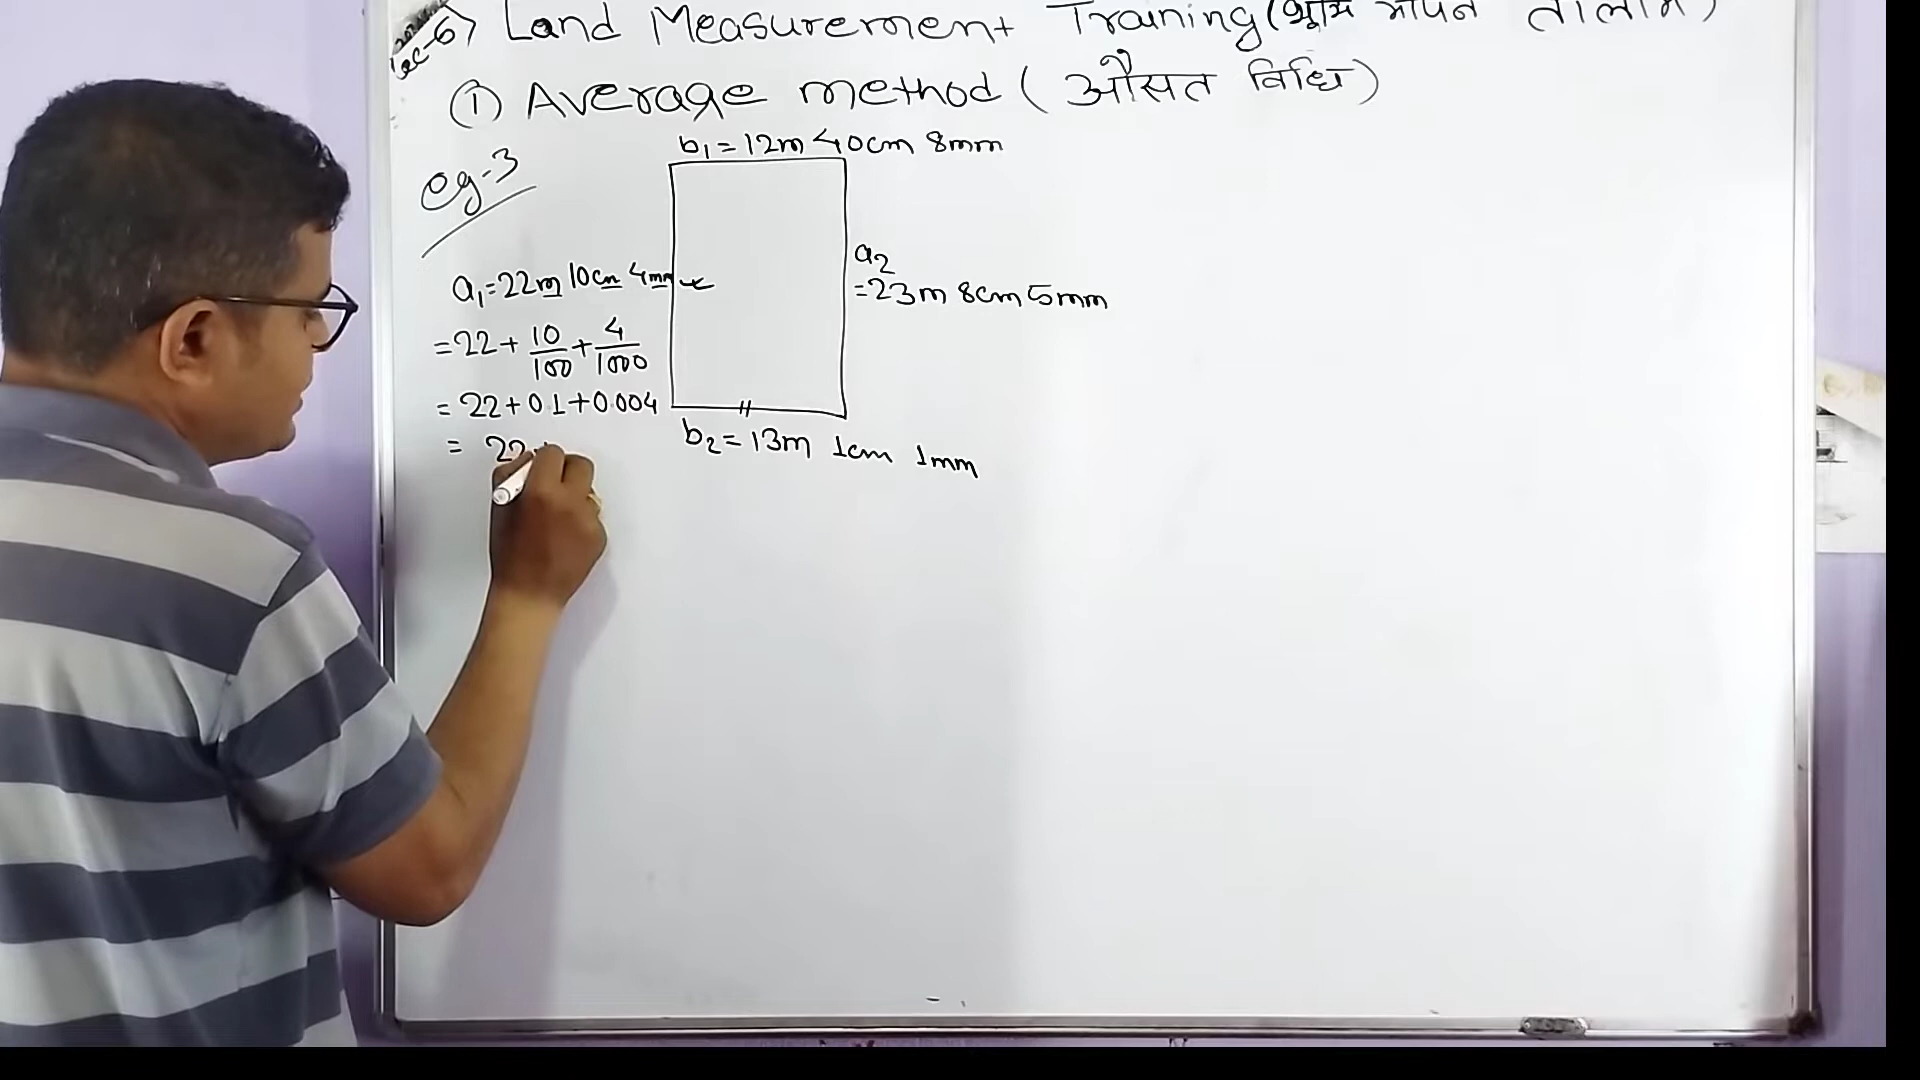 Lec-6) Land Measurement Training (भूमि मापन तालिम)
① Average method (औसत विधि)
eg-3
b₁=12m 40cm 8mm
a₁=22m 10cm 4mm
a₂
=23m 8cm 5mm
=22+10/100+4/1000
=22+0.1+0.004
= 22.
b₂=13m 1cm 1mm